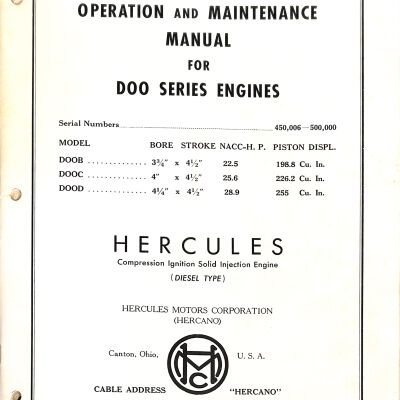 OPERATION AND MAINTENANCE
MANUAL
FOR
DOO SERIES ENGINES
Serial Numbers 450,006—500,000
MODEL BORE STROKE NACC-H. P. PISTON DISPL.
DOOB .............. 3¾" x 4½" 22.5 198.8 Cu. In.
DOOC .............. 4" x 4½" 25.6 226.2 Cu. In.
DOOD .............. 4¼" x 4½" 28.9 255 Cu. In.
HERCULES
Compression Ignition Solid Injection Engine
(DIESEL TYPE)
HERCULES MOTORS CORPORATION
(HERCANO)
Canton, Ohio, HMC U. S. A.
CABLE ADDRESS "HERCANO"